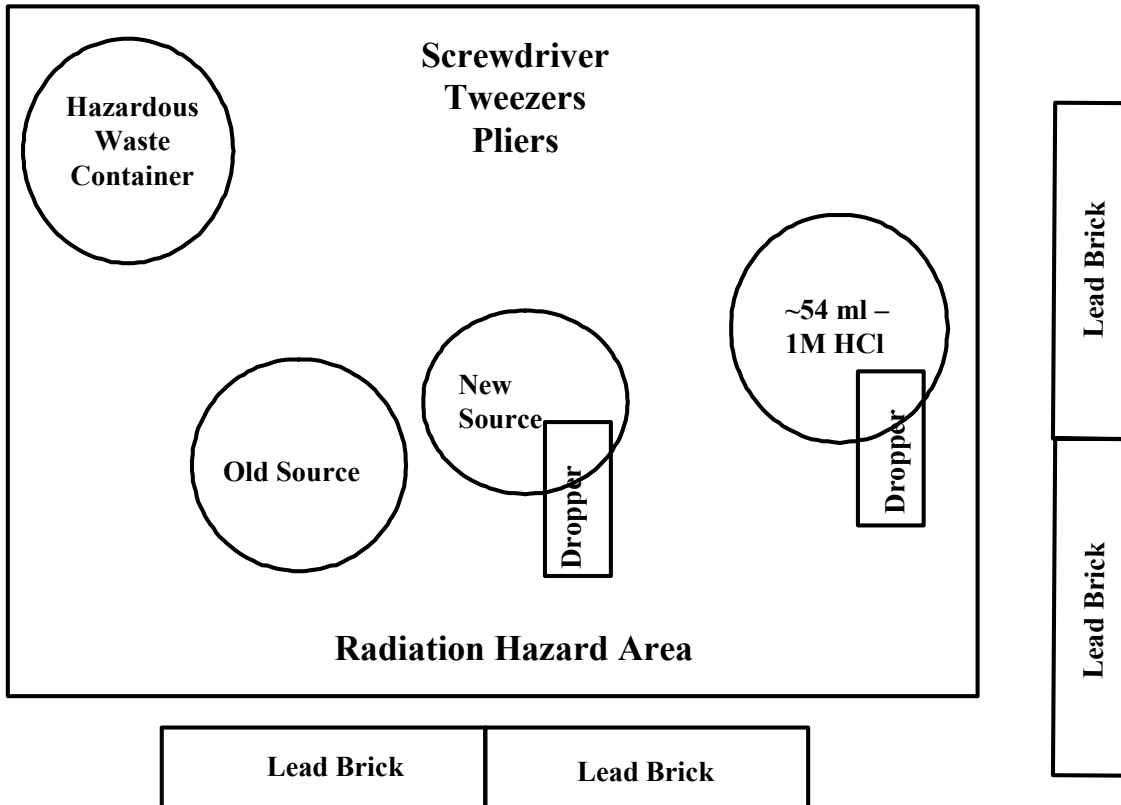 Screwdriver
Tweezers
Pliers
Hazardous
Waste
Container
Lead Brick
~54 ml –
1M HCl
Dropper
New
Source
Dropper
Old Source
Lead Brick
Radiation Hazard Area
Lead Brick
Lead Brick